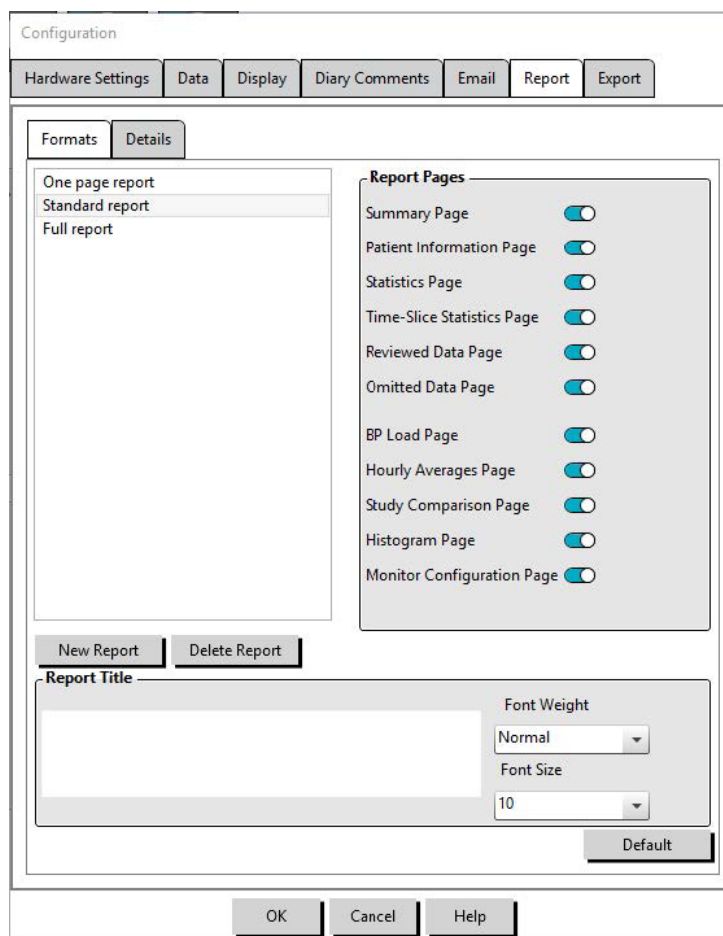 Configuration
Hardware Settings Data Display Diary Comments Email Report Export
Formats Details
One page report
Standard report
Full report
Report Pages
Summary Page
Patient Information Page
Statistics Page
Time-Slice Statistics Page
Reviewed Data Page
Omitted Data Page
BP Load Page
Hourly Averages Page
Study Comparison Page
Histogram Page
Monitor Configuration Page
New Report Delete Report
Report Title
Font Weight
Normal
Font Size
10
Default
OK Cancel Help